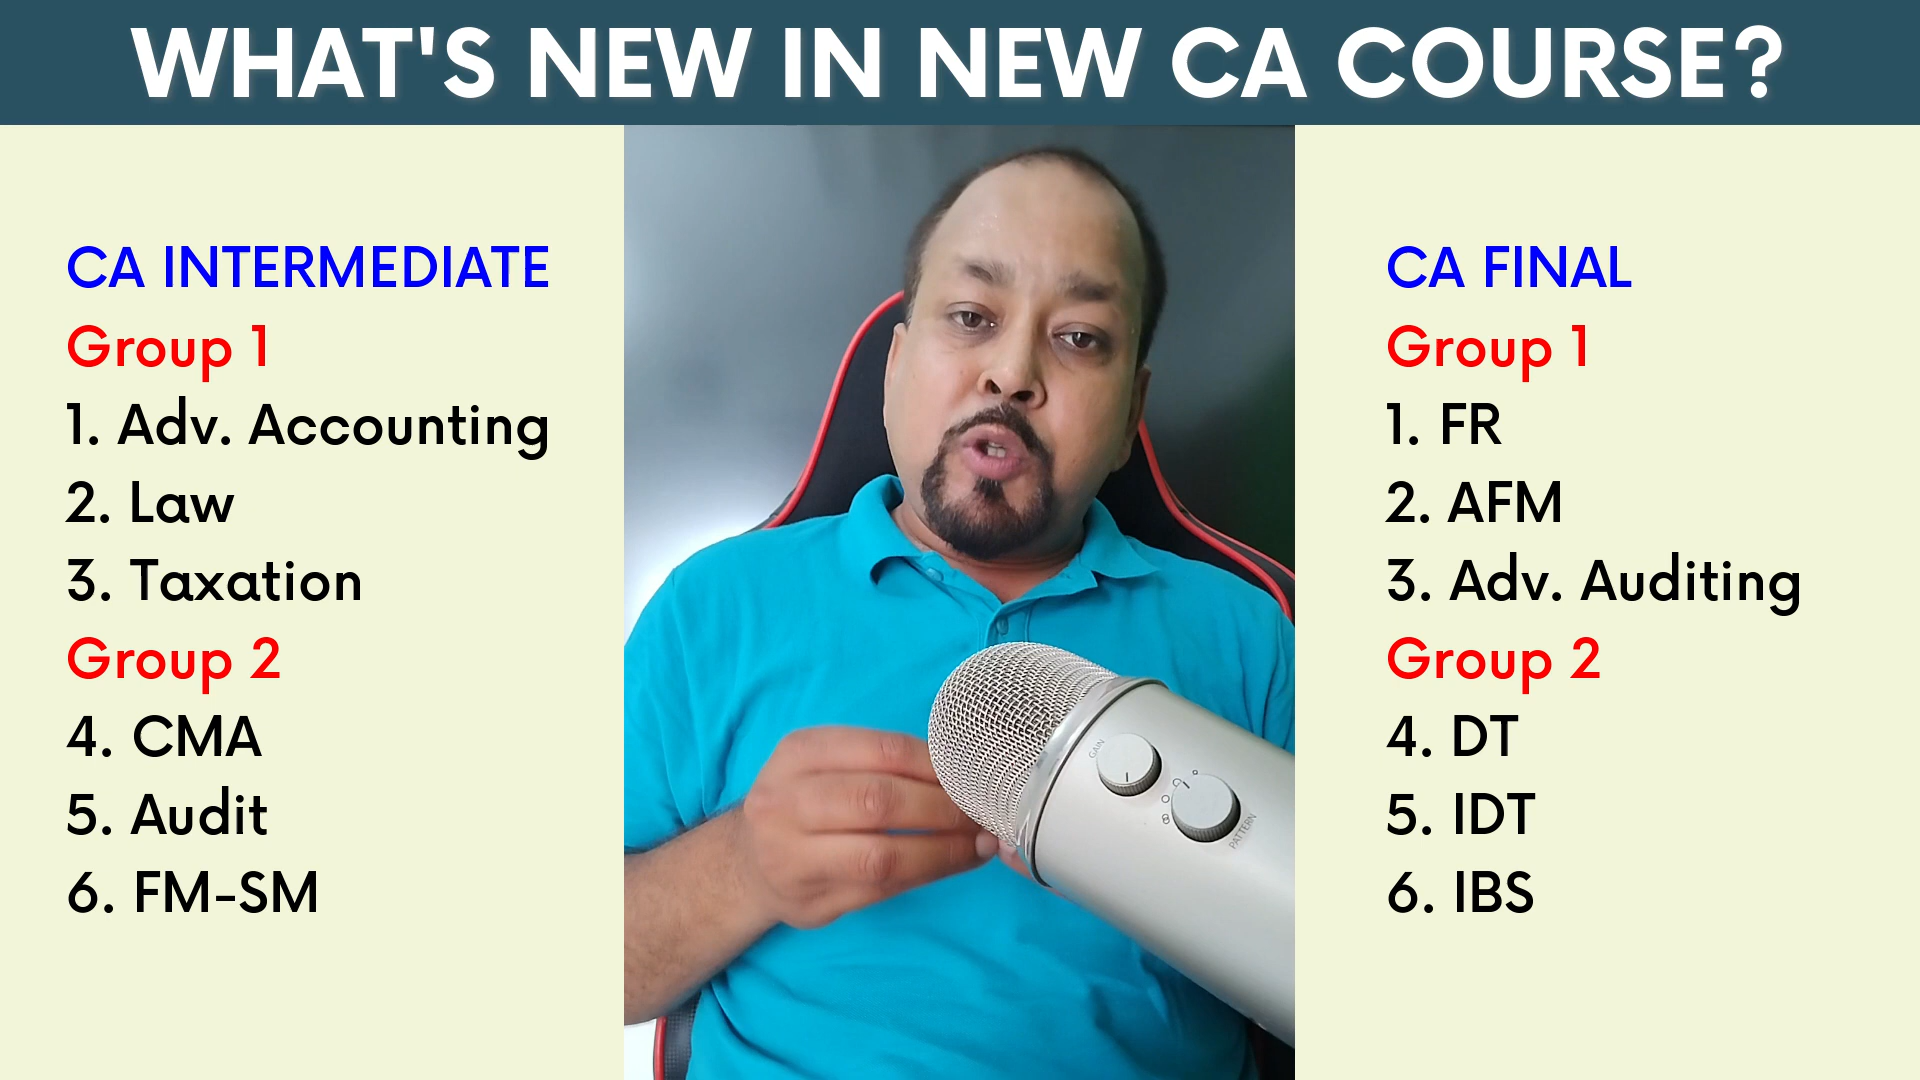 WHAT'S NEW IN NEW CA COURSE?
CA INTERMEDIATE
Group 1
1. Adv. Accounting
2. Law
3. Taxation
Group 2
4. CMA
5. Audit
6. FM-SM
GAIN
PATTERN
CA FINAL
Group 1
1. FR
2. AFM
3. Adv. Auditing
Group 2
4. DT
5. IDT
6. IBS